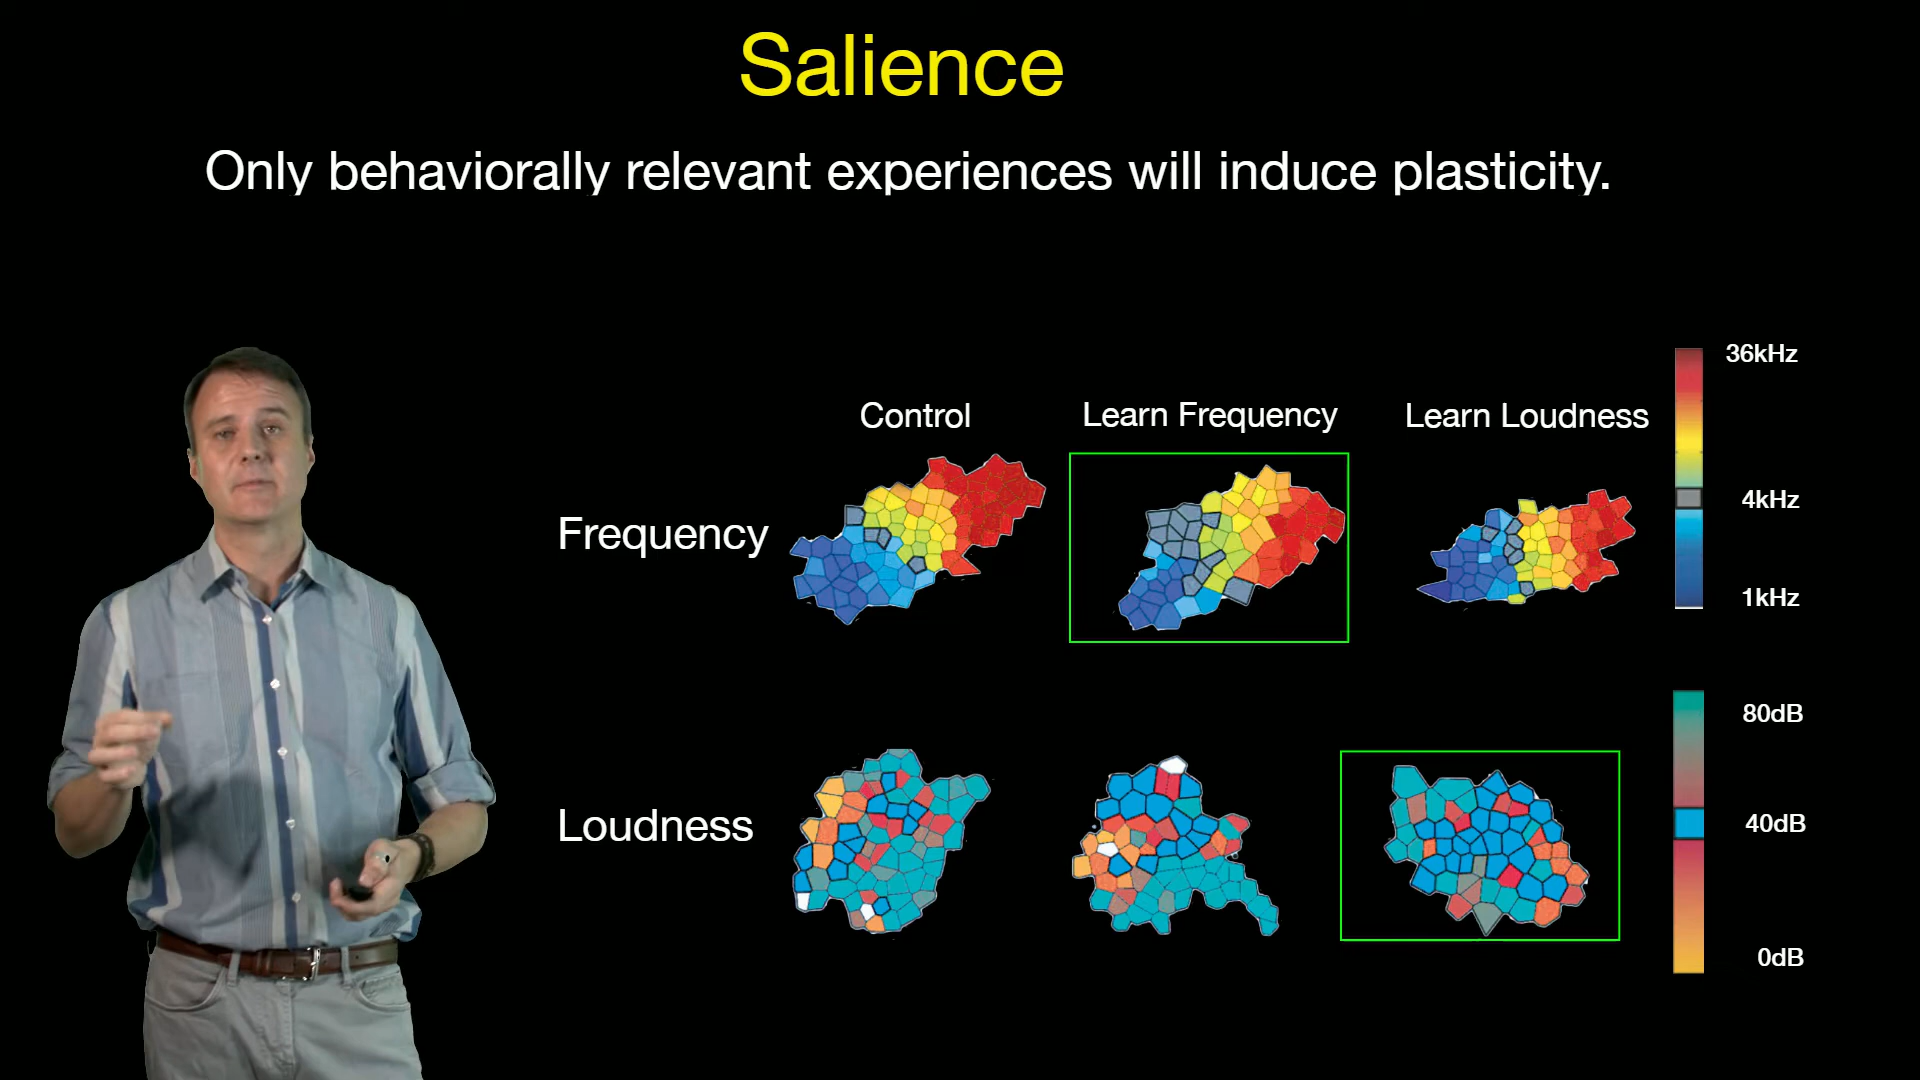 Salience
Only behaviorally relevant experiences will induce plasticity.
36kHz
Control
Learn Frequency
Learn Loudness
4kHz
Frequency
1kHz
80dB
Loudness
40dB
0dB